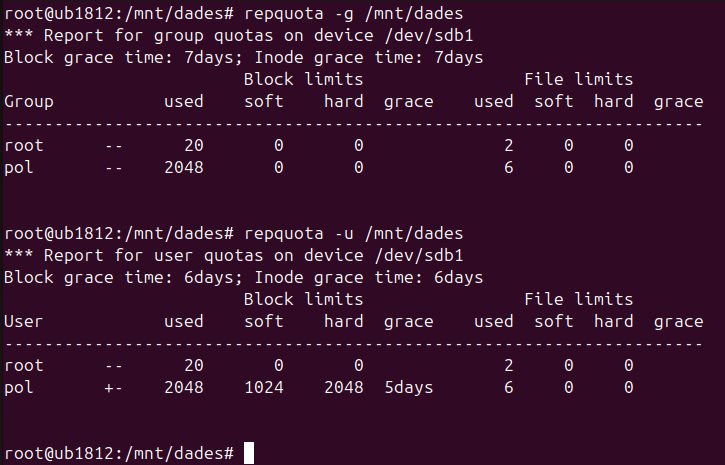 root@ub1812:/mnt/dades# repquota -g /mnt/dades
*** Report for group quotas on device /dev/sdb1
Block grace time: 7days; Inode grace time: 7days
                        Block limits                File limits
Group           used    soft    hard  grace    used  soft  hard  grace
----------------------------------------------------------------------
root      --      20       0       0              2     0     0
pol       --    2048       0       0              6     0     0
root@ub1812:/mnt/dades# repquota -u /mnt/dades
*** Report for user quotas on device /dev/sdb1
Block grace time: 6days; Inode grace time: 6days
                        Block limits                File limits
User            used    soft    hard  grace    used  soft  hard  grace
----------------------------------------------------------------------
root      --      20       0       0              2     0     0
pol       +-    2048    1024    2048  5days       6     0     0
root@ub1812:/mnt/dades#